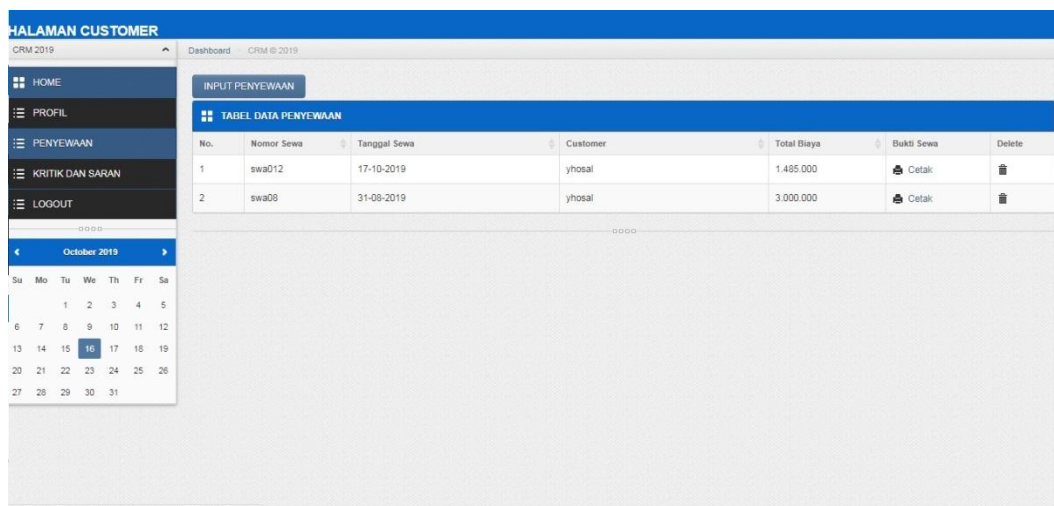 HALAMAN CUSTOMER
CRM 2019
Dashboard CRM © 2019
HOME
PROFIL
PENYEWAAN
KRITIK DAN SARAN
LOGOUT
October 2019
Su Mo Tu We Th Fr Sa
1 2 3 4 5
6 7 8 9 10 11 12
13 14 15 16 17 18 19
20 21 22 23 24 25 26
27 28 29 30 31
INPUT PENYEWAAN
TABEL DATA PENYEWAAN
No. Nomor Sewa Tanggal Sewa Customer Total Biaya Bukti Sewa Delete
1 swa012 17-10-2019 yhosal 1.485.000 Cetak
2 swa08 31-08-2019 yhosal 3.000.000 Cetak